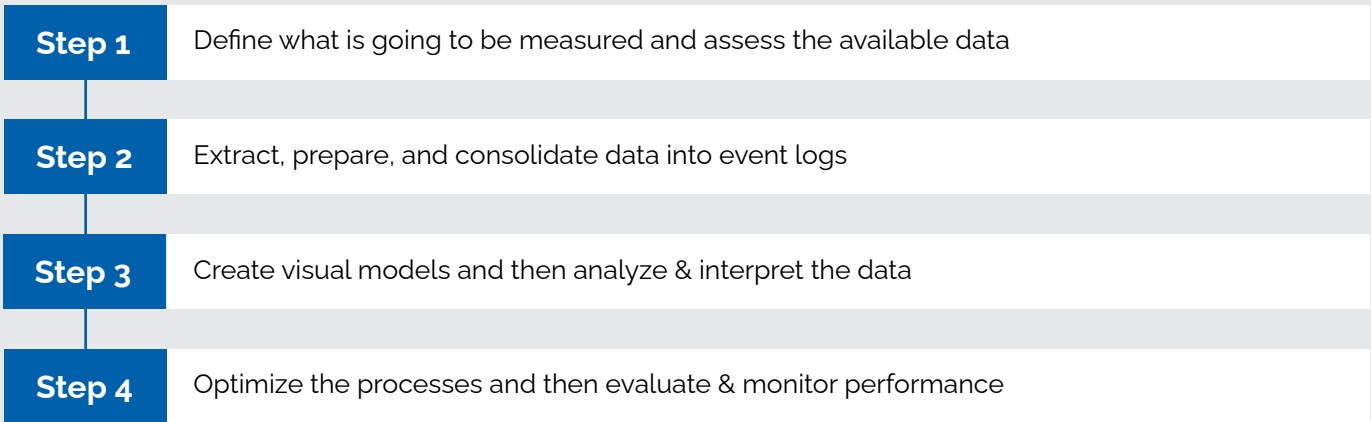 Step 1
Define what is going to be measured and assess the available data
Step 2
Extract, prepare, and consolidate data into event logs
Step 3
Create visual models and then analyze & interpret the data
Step 4
Optimize the processes and then evaluate & monitor performance